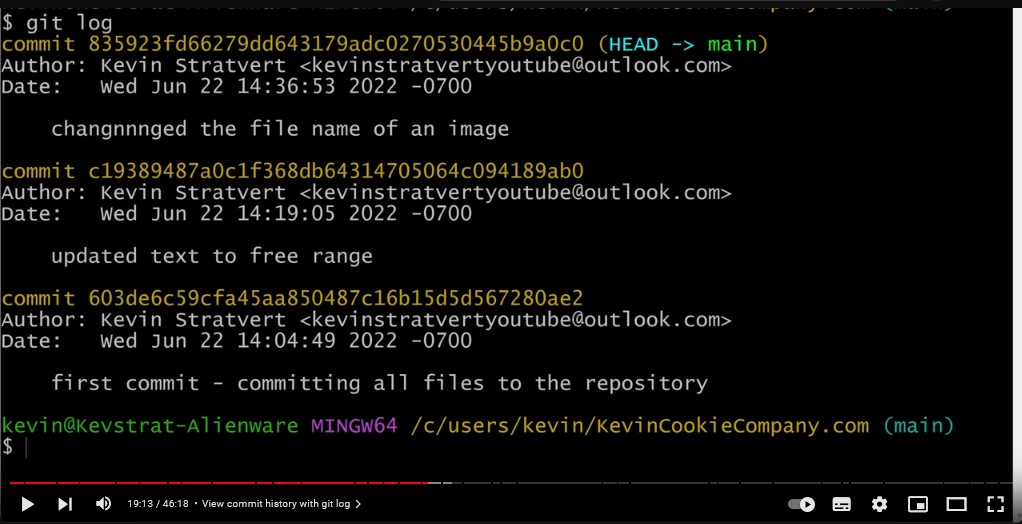 $ git log
commit 835923fd66279dd643179adc0270530445b9a0c0 (HEAD -> main)
Author: Kevin Stratvert <kevinstratvertyoutube@outlook.com>
Date:   Wed Jun 22 14:36:53 2022 -0700
changnnnged the file name of an image
commit c19389487a0c1f368db64314705064c094189ab0
Author: Kevin Stratvert <kevinstratvertyoutube@outlook.com>
Date:   Wed Jun 22 14:19:05 2022 -0700
updated text to free range
commit 603de6c59cfa45aa850487c16b15d5d567280ae2
Author: Kevin Stratvert <kevinstratvertyoutube@outlook.com>
Date:   Wed Jun 22 14:04:49 2022 -0700
first commit - committing all files to the repository
kevin@Kevstrat-Alienware MINGW64 /c/users/kevin/KevinCookieCompany.com (main)
$
19:13 / 46:18 • View commit history with git log >